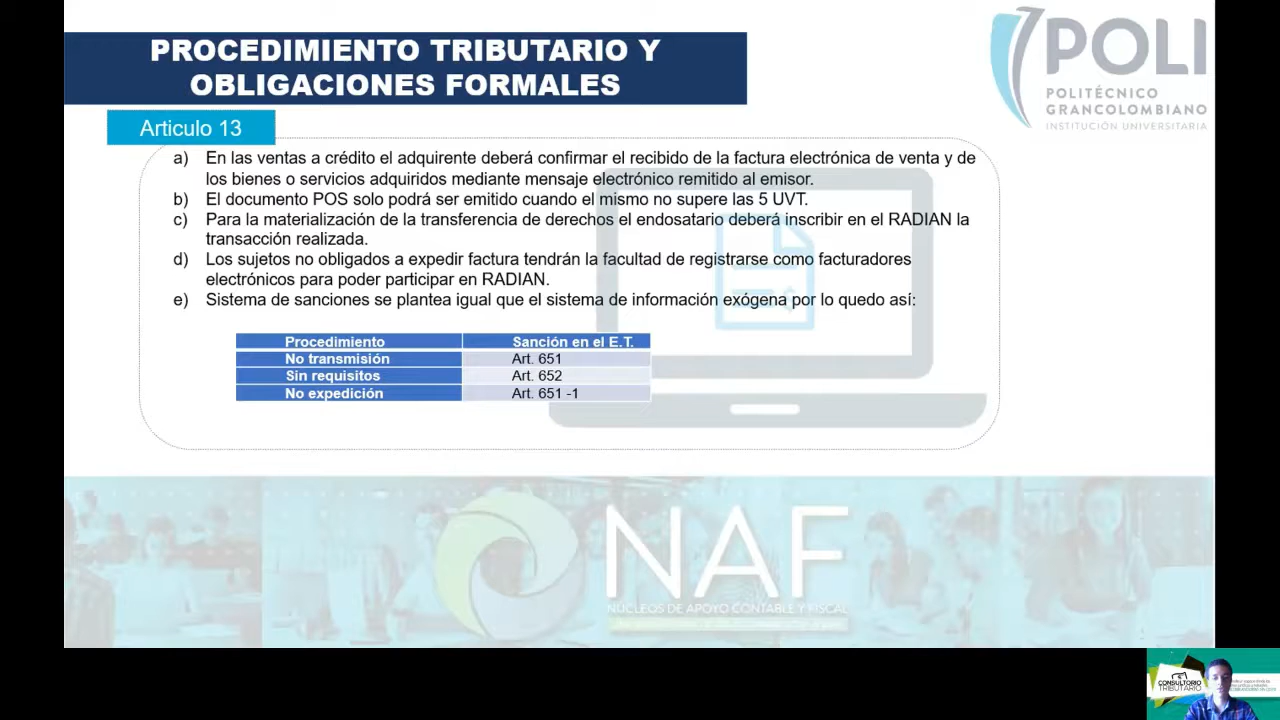 PROCEDIMIENTO TRIBUTARIO Y
OBLIGACIONES FORMALES
POLI
POLITÉCNICO
GRANCOLOMBIANO
INSTITUCIÓN UNIVERSITARIA
Articulo 13
a) En las ventas a crédito el adquirente deberá confirmar el recibido de la factura electrónica de venta y de
los bienes o servicios adquiridos mediante mensaje electrónico remitido al emisor.
b) El documento POS solo podrá ser emitido cuando el mismo no supere las 5 UVT.
c) Para la materialización de la transferencia de derechos el endosatario deberá inscribir en el RADIAN la
transacción realizada.
d) Los sujetos no obligados a expedir factura tendrán la facultad de registrarse como facturadores
electrónicos para poder participar en RADIAN.
e) Sistema de sanciones se plantea igual que el sistema de información exógena por lo quedo así:
Procedimiento Sanción en el E.T.
No transmisión Art. 651
Sin requisitos Art. 652
No expedición Art. 651 -1
NAF
NÚCLEOS DE APOYO CONTABLE Y FISCAL
CONSULTORIO
TRIBUTARIO